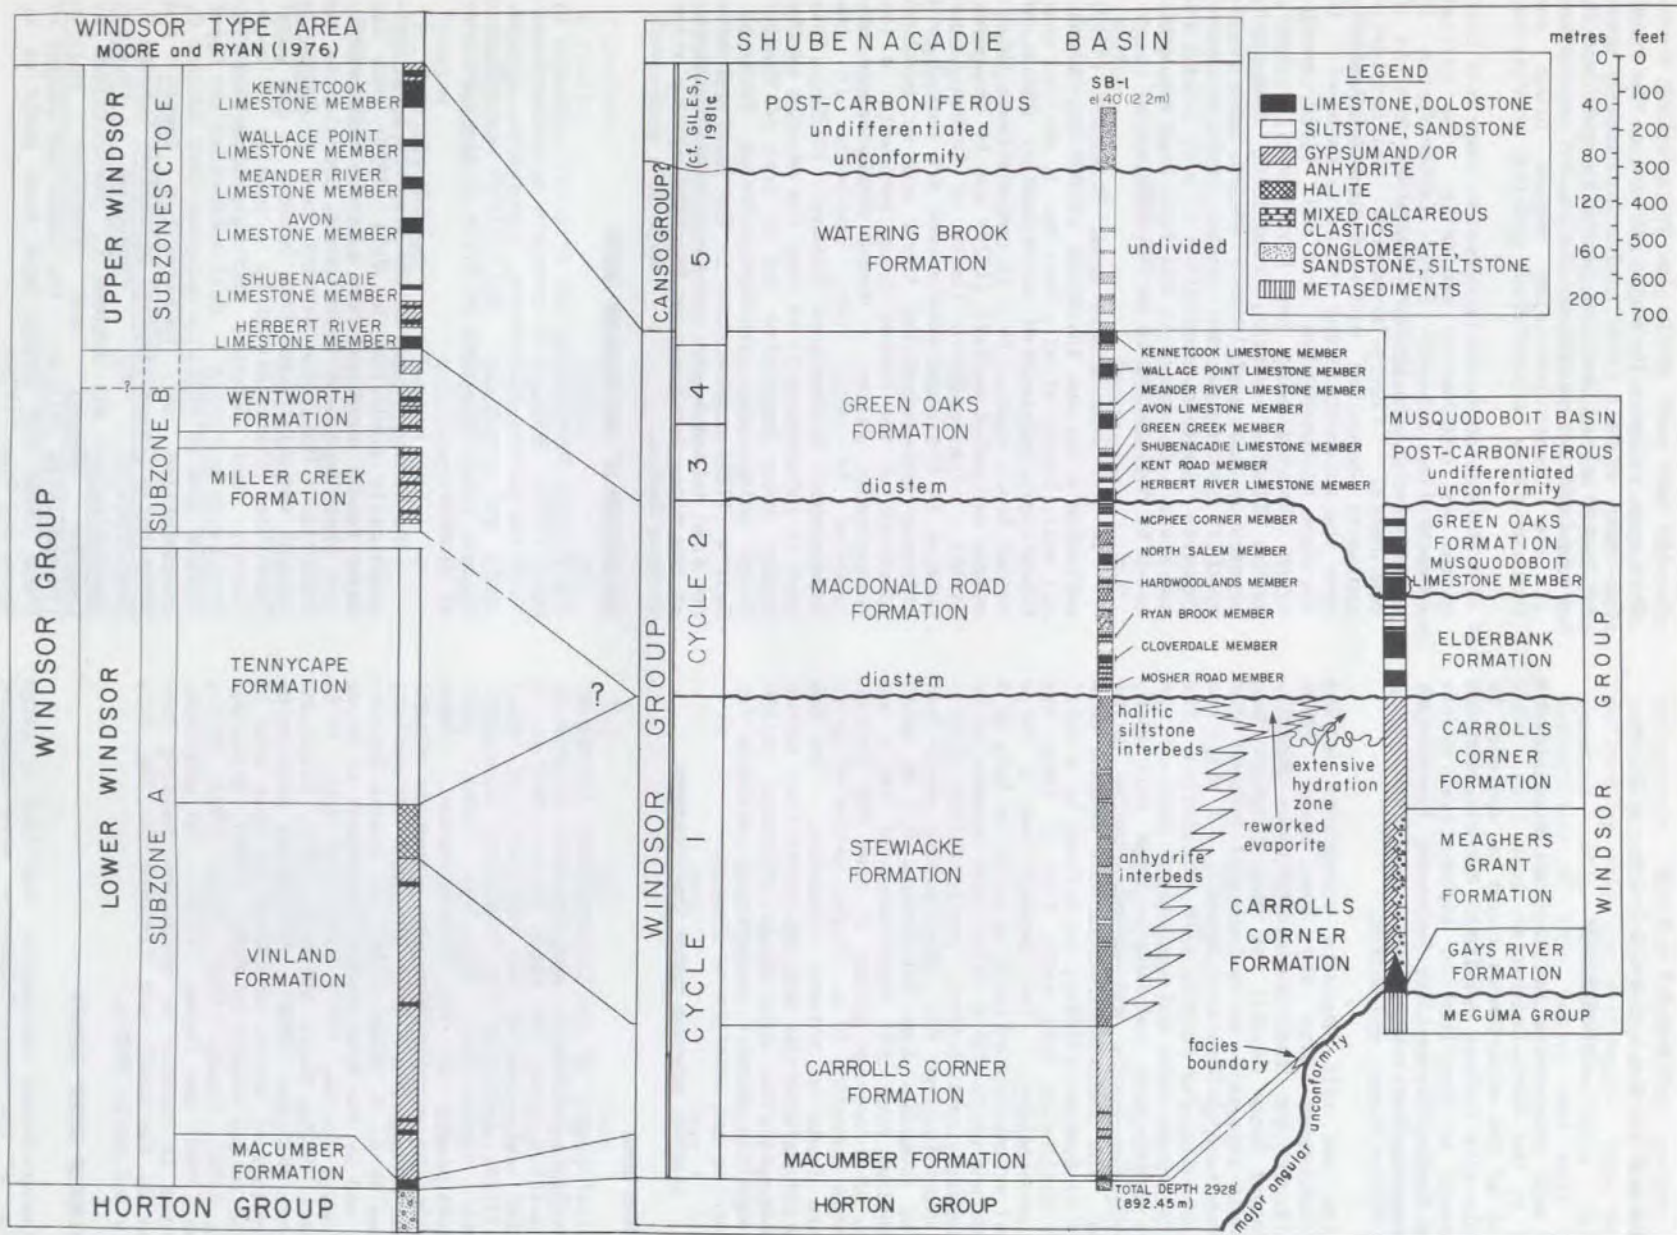 WINDSOR TYPE AREA
MOORE and RYAN (1976)
WINDSOR GROUP
UPPER WINDSOR
LOWER WINDSOR
SUBZONES C TO E
SUBZONE B
SUBZONE A
?
KENNETCOOK
LIMESTONE MEMBER
WALLACE POINT
LIMESTONE MEMBER
MEANDER RIVER
LIMESTONE MEMBER
AVON
LIMESTONE MEMBER
SHUBENACADIE
LIMESTONE MEMBER
HERBERT RIVER
LIMESTONE MEMBER
WENTWORTH
FORMATION
MILLER CREEK
FORMATION
TENNYCAPE
FORMATION
VINLAND
FORMATION
MACUMBER
FORMATION
HORTON GROUP
?
SHUBENACADIE BASIN
(cf. GILES,
1981c
CANSO GROUP?
WINDSOR GROUP
5
4
3
CYCLE 2
CYCLE 1
POST-CARBONIFEROUS
undifferentiated
unconformity
WATERING BROOK
FORMATION
GREEN OAKS
FORMATION
diastem
MACDONALD ROAD
FORMATION
diastem
STEWIACKE
FORMATION
CARROLLS CORNER
FORMATION
MACUMBER FORMATION
HORTON GROUP
SB-1
el 40' (12.2m)
undivided
KENNETCOOK LIMESTONE MEMBER
WALLACE POINT LIMESTONE MEMBER
MEANDER RIVER LIMESTONE MEMBER
AVON LIMESTONE MEMBER
GREEN CREEK MEMBER
SHUBENACADIE LIMESTONE MEMBER
KENT ROAD MEMBER
HERBERT RIVER LIMESTONE MEMBER
MCPHEE CORNER MEMBER
NORTH SALEM MEMBER
HARDWOODLANDS MEMBER
RYAN BROOK MEMBER
CLOVERDALE MEMBER
MOSHER ROAD MEMBER
halitic
siltstone
interbeds
anhydrite
interbeds
reworked
evaporite
extensive
hydration
zone
CARROLLS
CORNER
FORMATION
facies
boundary
major angular unconformity
TOTAL DEPTH 2928'
(892.45m)
LEGEND
LIMESTONE, DOLOSTONE
SILTSTONE, SANDSTONE
GYPSUM AND/OR
ANHYDRITE
HALITE
MIXED CALCAREOUS
CLASTICS
CONGLOMERATE,
SANDSTONE, SILTSTONE
METASEDIMENTS
metres feet
0 0
100
40
200
80
300
120 400
500
160
600
200
700
MUSQUODOBOIT BASIN
POST-CARBONIFEROUS
undifferentiated
unconformity
GREEN OAKS
FORMATION
MUSQUODOBOIT
LIMESTONE MEMBER
ELDERBANK
FORMATION
CARROLLS
CORNER
FORMATION
MEAGHERS
GRANT
FORMATION
GAYS RIVER
FORMATION
MEGUMA GROUP
WINDSOR GROUP